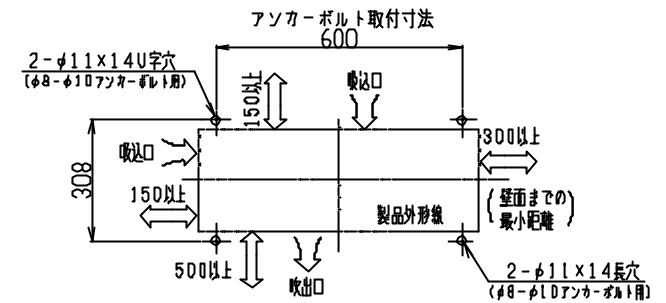 アンカーボルト取付寸法
600
2-φ11×14U字穴
(φ8-φ10アンカーボルト用)
150以上
吸込口
300以上
吸込口
308
150以上
製品外形線
(壁面までの
最小距離)
500以上
吹出口
2-φ11×14長穴
(φ8-φ10アンカーボルト用)